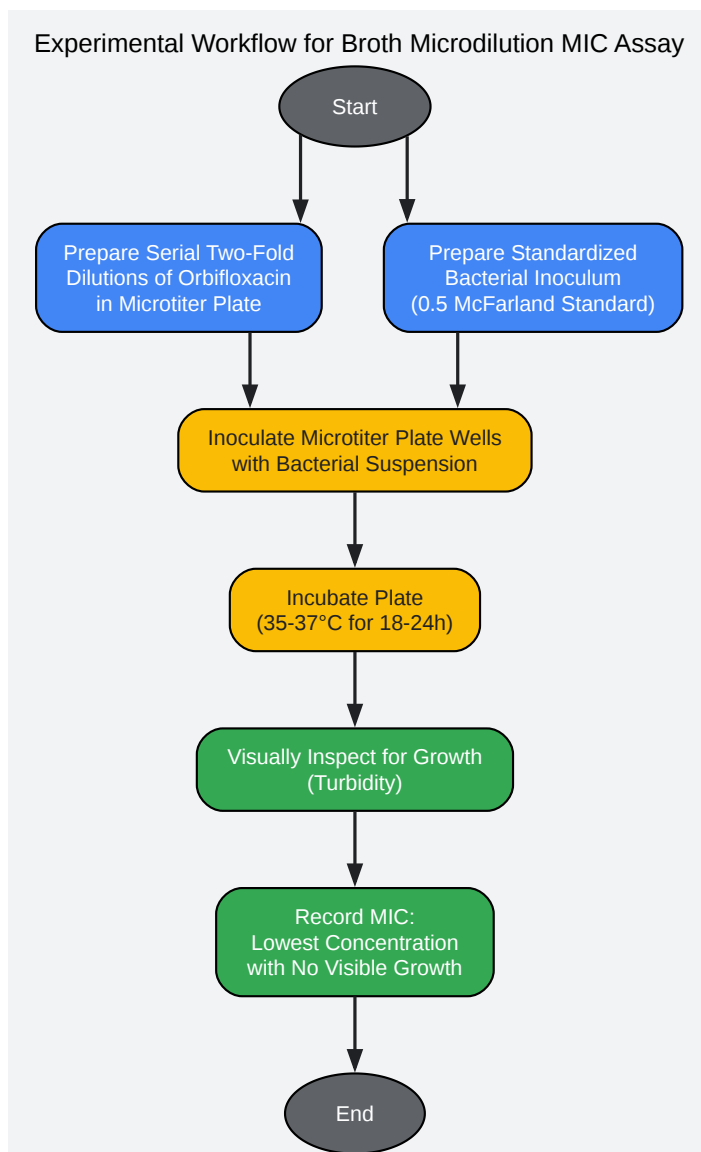 Experimental Workflow for Broth Microdilution MIC Assay
Start
Prepare Serial Two-Fold
Dilutions of Orbifloxacin
in Microtiter Plate
Prepare Standardized
Bacterial Inoculum
(0.5 McFarland Standard)
Inoculate Microtiter Plate Wells
with Bacterial Suspension
Incubate Plate
(35-37°C for 18-24h)
Visually Inspect for Growth
(Turbidity)
Record MIC:
Lowest Concentration
with No Visible Growth
End